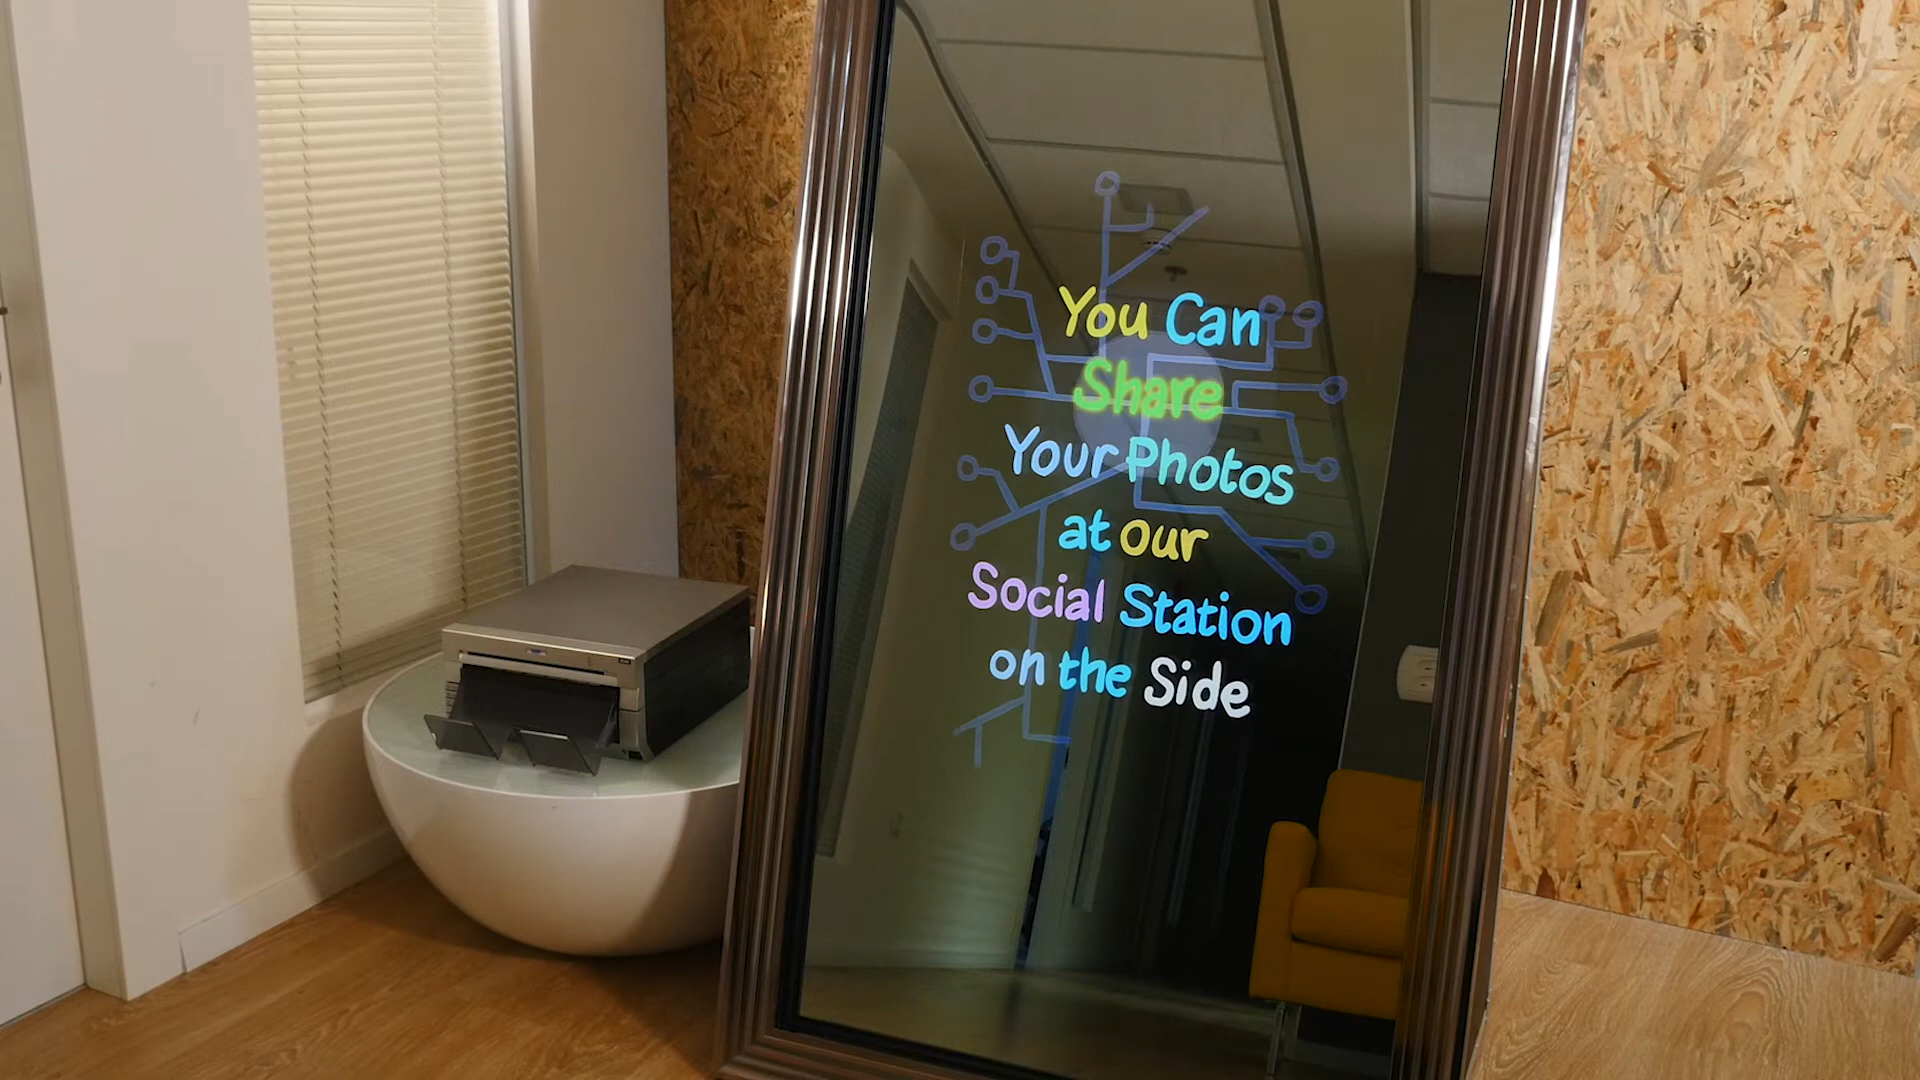 You Can
Share
Your Photos
at our
Social Station
on the Side